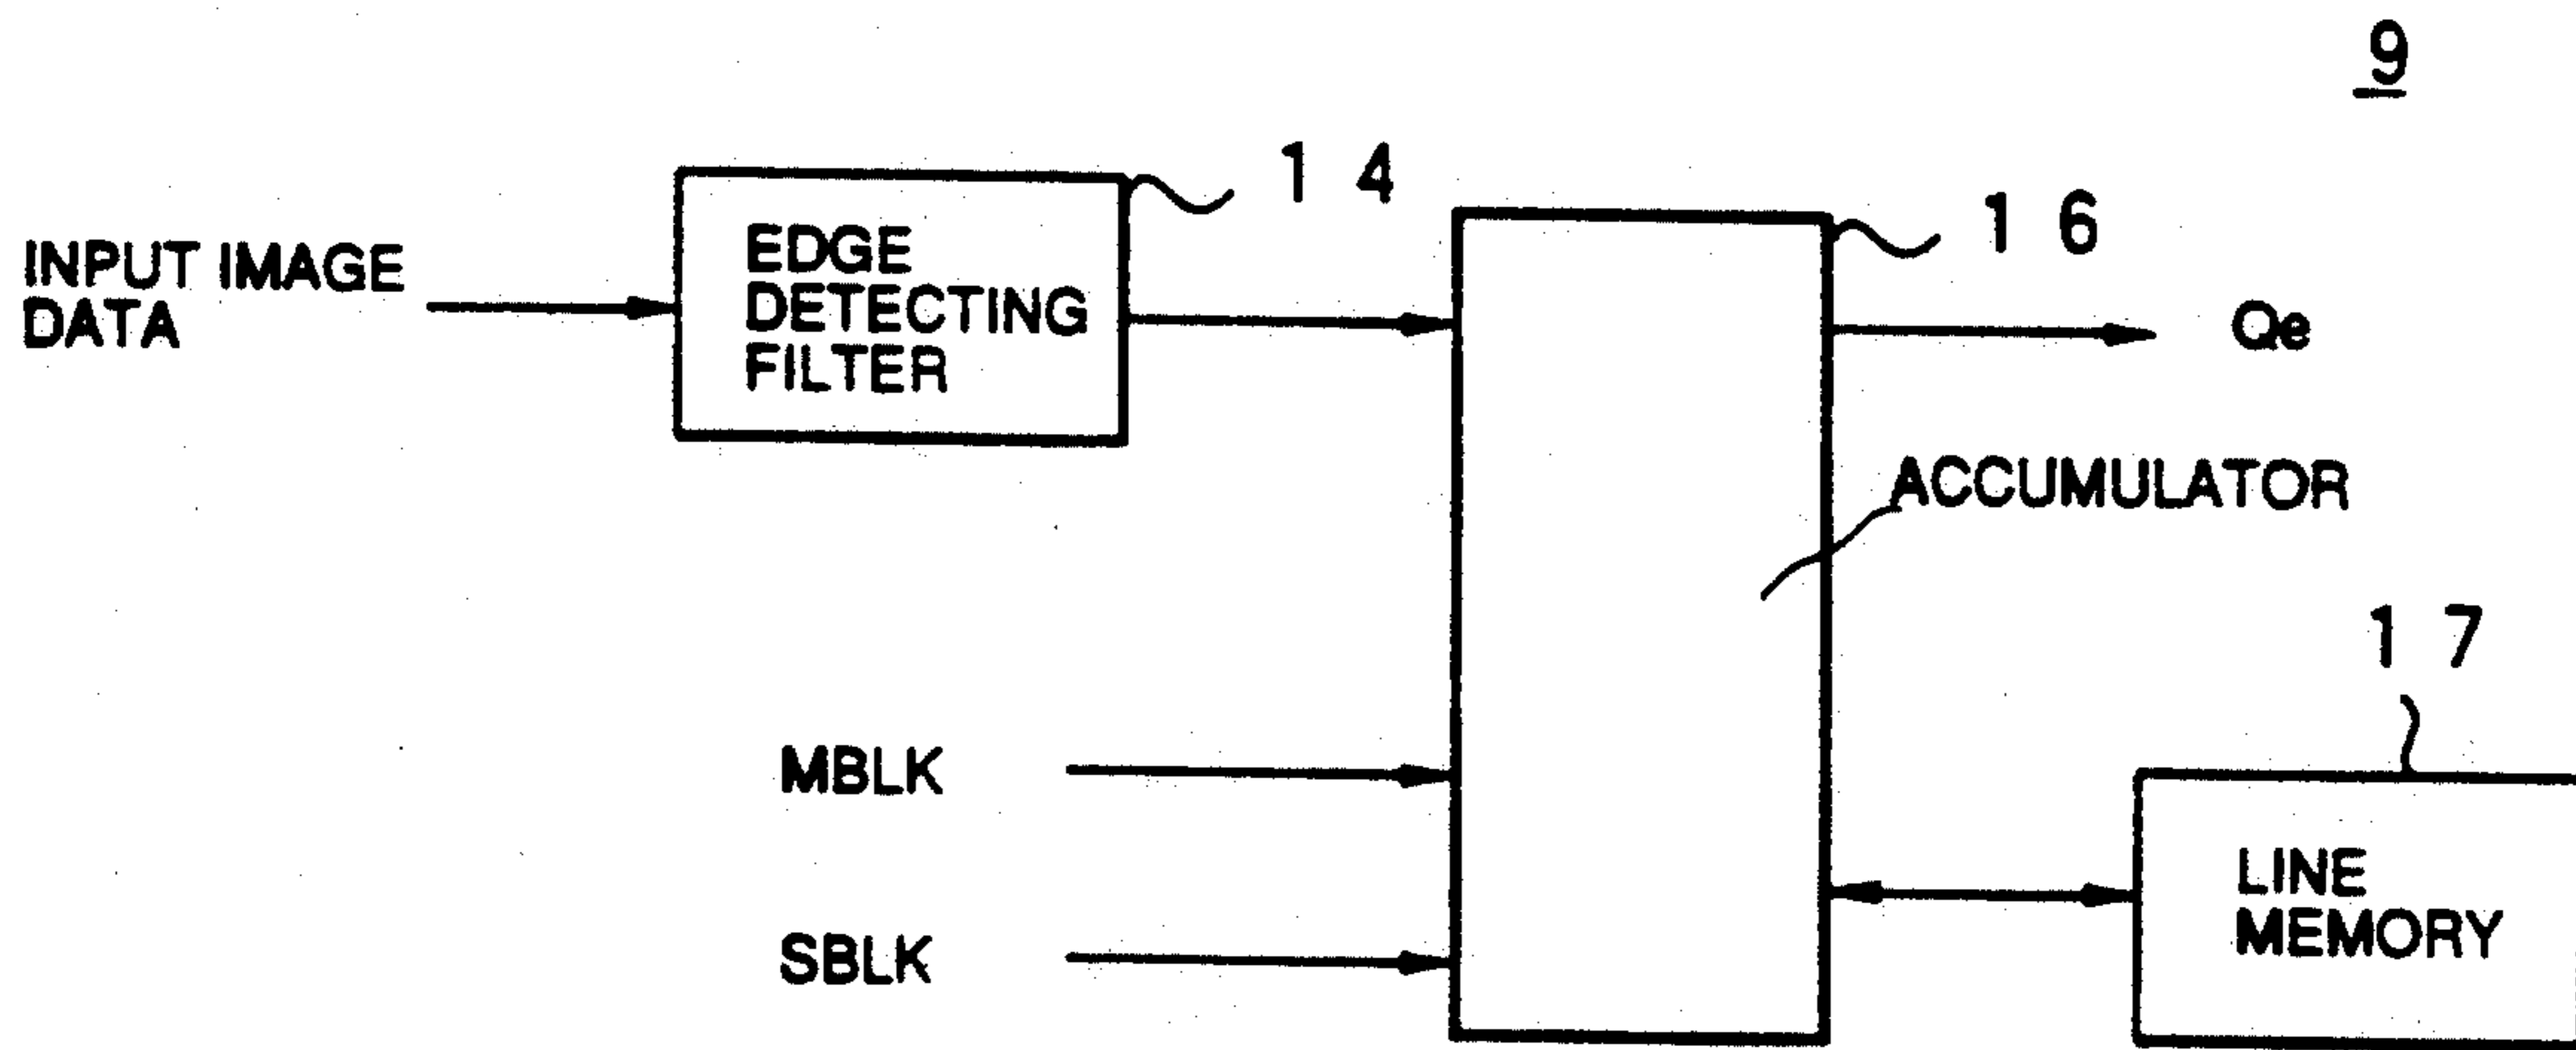 9
1 4
1 6
INPUT IMAGE
DATA
EDGE
DETECTING
FILTER
Qe
ACCUMULATOR
1 7
MBLK
LINE
MEMORY
SBLK